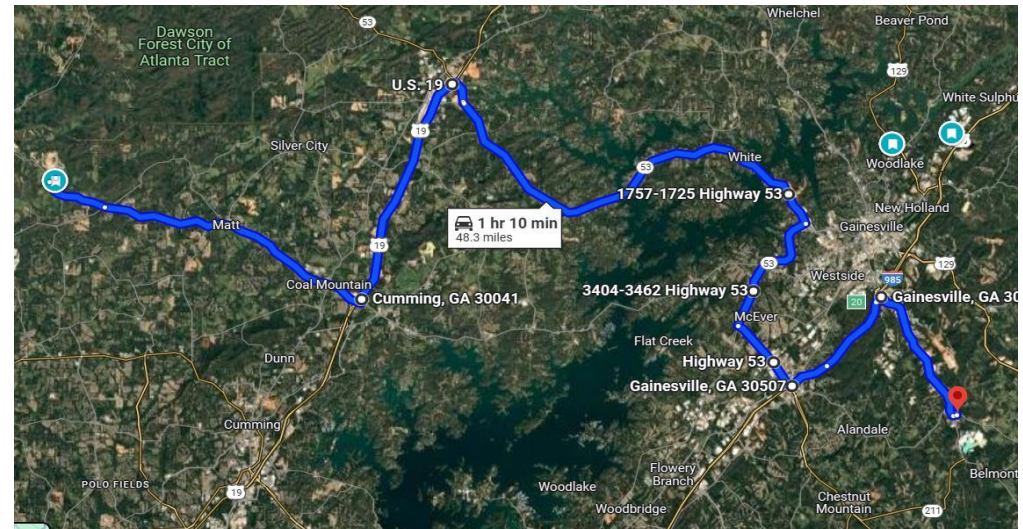 53
Whelchel
Beaver Pond
Dawson
Forest City of
Atlanta Tract
129
U.S. 19
White Sulphu
19
Silver City
White
Woodlake
53
1757-1725 Highway 53
New Holland
Gainesville
Matt
1 hr 10 min
48.3 miles
19
53
129
Westside
985
Coal Mountain
Cumming, GA 30041
3404-3462 Highway 53
20
Gainesville, GA 30
McEver
Flat Creek
Dunn
Highway 53
Gainesville, GA 30507
Cumming
Alandale
POLO FIELDS
19
Flowery
Branch
Belmont
Woodlake
Woodbridge
Chestnut
Mountain
211